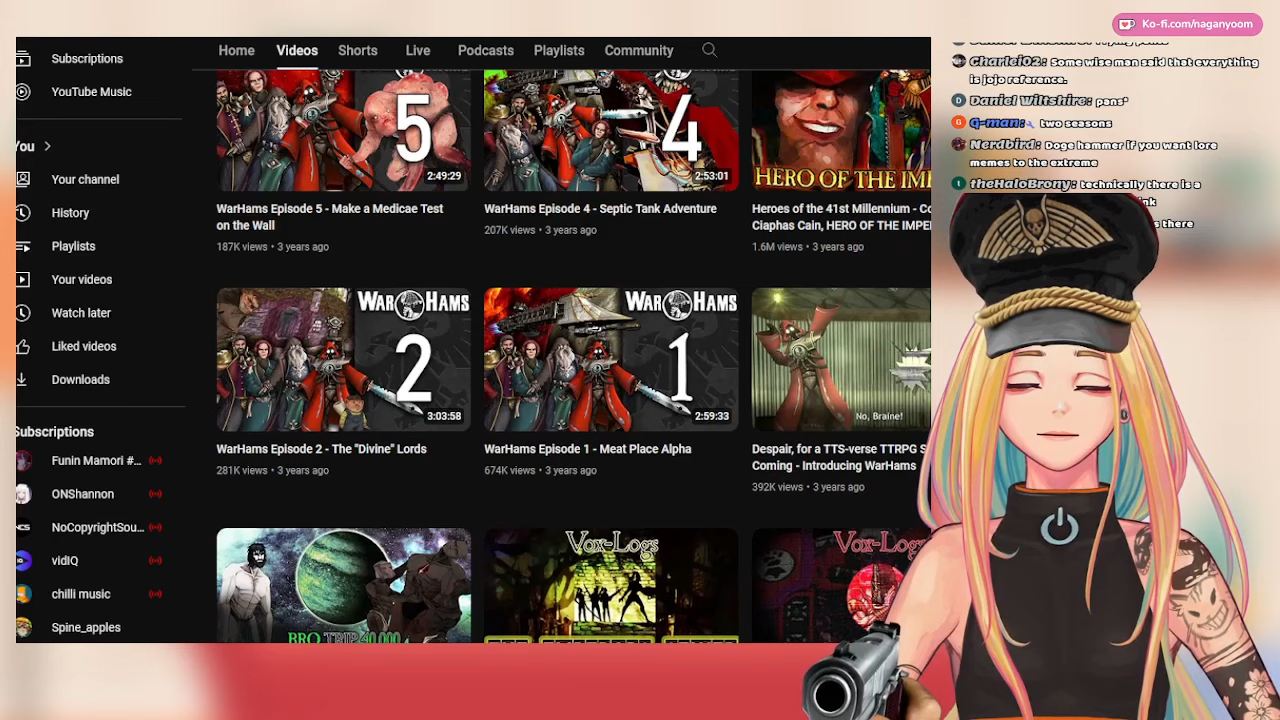 Ko-fi.com/naganyoom
Subscriptions
YouTube Music
You
Your channel
History
Playlists
Your videos
Watch later
Liked videos
Downloads
Subscriptions
Funin Mamori #...
ONShannon
NoCopyrightSou...
vidIQ
chilli music
Spine_apples
Home Videos Shorts Live Podcasts Playlists Community
5
2:49:29
WarHams Episode 5 - Make a Medicae Test
on the Wall
187K views • 3 years ago
4
2:53:01
WarHams Episode 4 - Septic Tank Adventure
207K views • 3 years ago
HERO OF THE IM
Heroes of the 41st Millennium -
Ciaphas Cain, HERO OF THE IMPE
1.6M views • 3 years ago
WAR HAMS
2
3:03:58
WarHams Episode 2 - The "Divine" Lords
281K views • 3 years ago
WAR HAMS
1
2:59:33
WarHams Episode 1 - Meat Place Alpha
674K views • 3 years ago
No, Braine!
Despair, for a TTS-verse TTRPG
Coming - Introducing WarHams
392K views • 3 years ago
BRO TRIP 40,000
Vox-Logs
Vox-Logs
Charlei02: Some wise man said that everything
is jojo reference.
Daniel Wiltshire: pans*
G-man: two seasons
Nerdbird: Doge hammer if you want lore
memes to the extreme
theHaloBrony: technically there is a
there